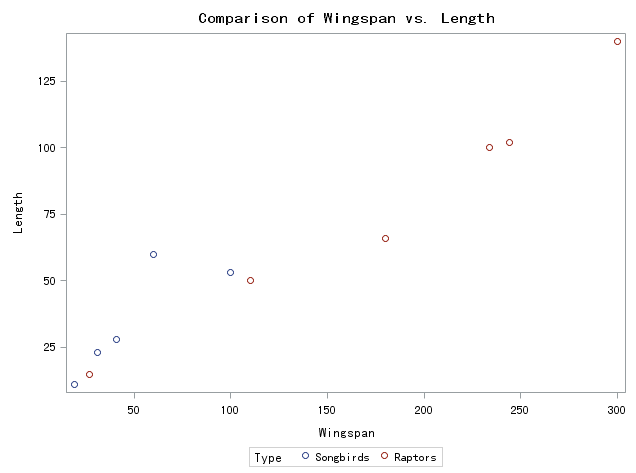 Comparison of Wingspan vs. Length
125
100
75
50
25
Length
50 100 150 200 250 300
Wingspan
Type Songbirds Raptors